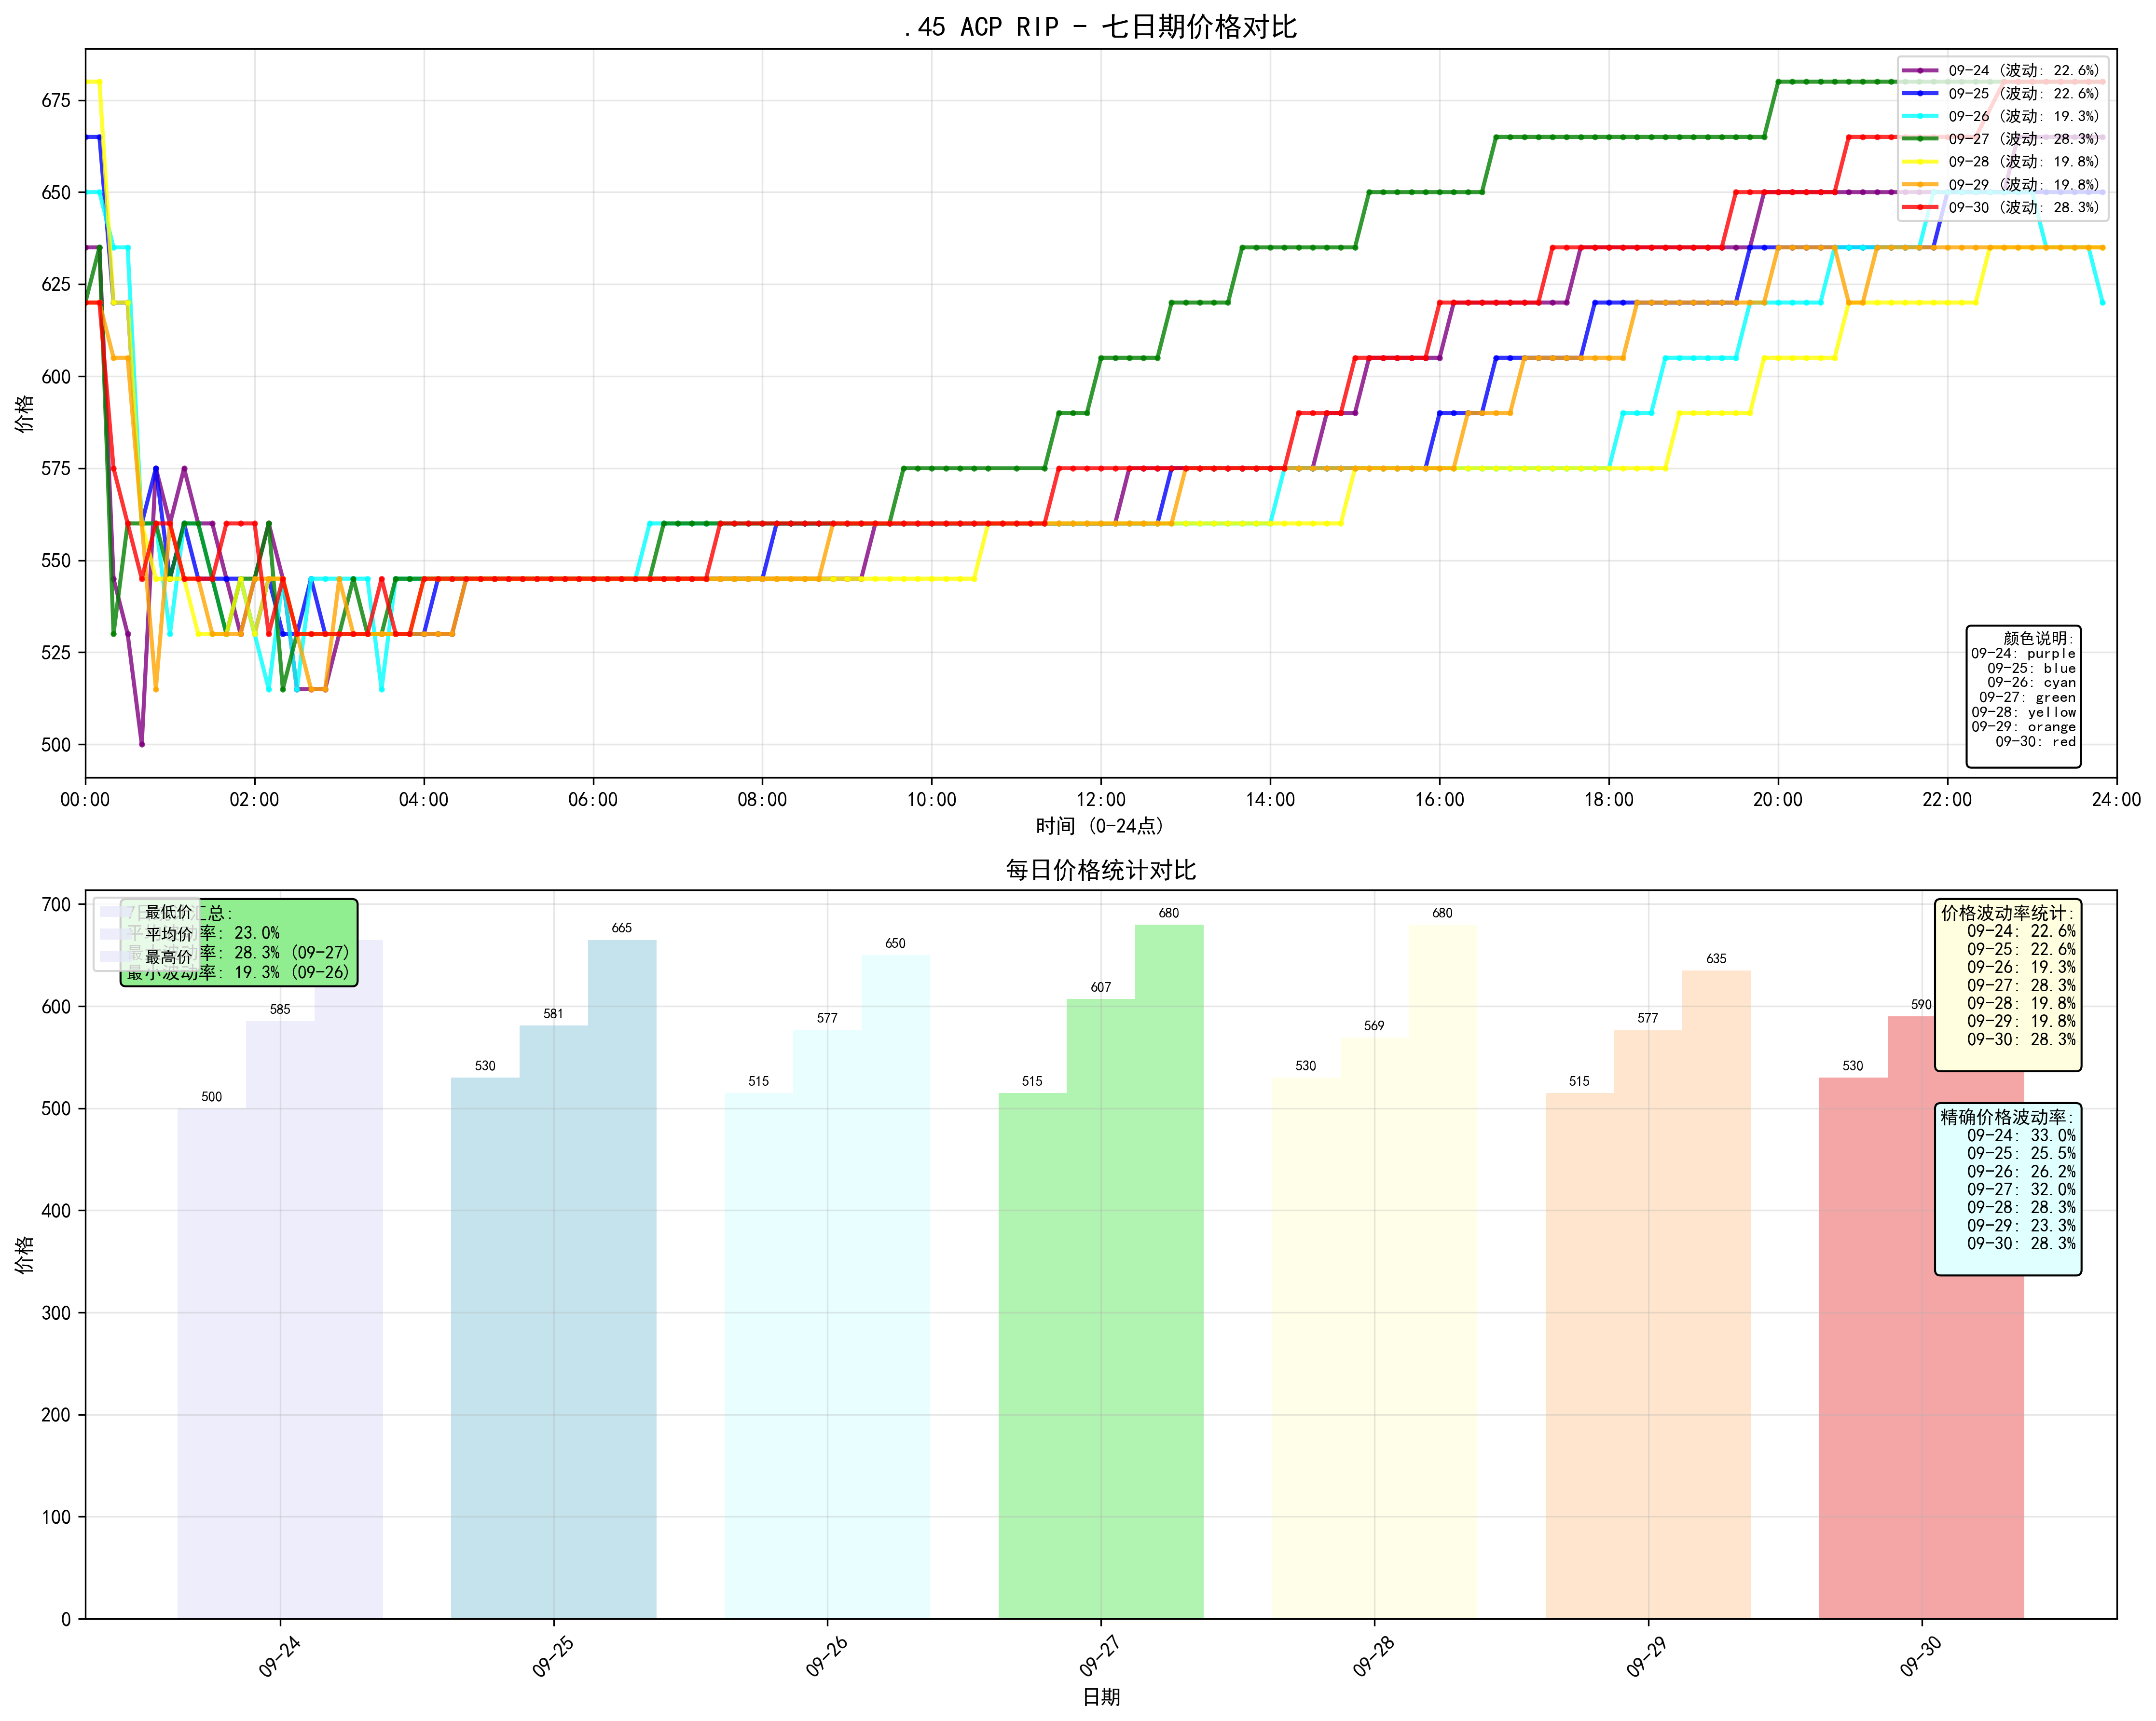 .45 ACP RIP - 七日期价格对比
价格
675
650
625
600
575
550
525
500
09-24 (波动: 22.6%)
09-25 (波动: 22.6%)
09-26 (波动: 19.3%)
09-27 (波动: 28.3%)
09-28 (波动: 19.8%)
09-29 (波动: 19.8%)
09-30 (波动: 28.3%)
颜色说明:
09-24: purple
09-25: blue
09-26: cyan
09-27: green
09-28: yellow
09-29: orange
09-30: red
00:00 02:00 04:00 06:00 08:00 10:00 12:00 14:00 16:00 18:00 20:00 22:00 24:00
时间 (0-24点)
每日价格统计对比
价格
700
600
500
400
300
200
100
0
最低价
平均价
最高价
7日 汇总:
平 率: 23.0%
最 波动率: 28.3% (09-27)
最小波动率: 19.3% (09-26)
500 585
530 581 665
515 577 650
515 607 680
530 569 680
515 577 635
530 590
价格波动率统计:
09-24: 22.6%
09-25: 22.6%
09-26: 19.3%
09-27: 28.3%
09-28: 19.8%
09-29: 19.8%
09-30: 28.3%
精确价格波动率:
09-24: 33.0%
09-25: 25.5%
09-26: 26.2%
09-27: 32.0%
09-28: 28.3%
09-29: 23.3%
09-30: 28.3%
09-24 09-25 09-26 09-27 09-28 09-29 09-30
日期